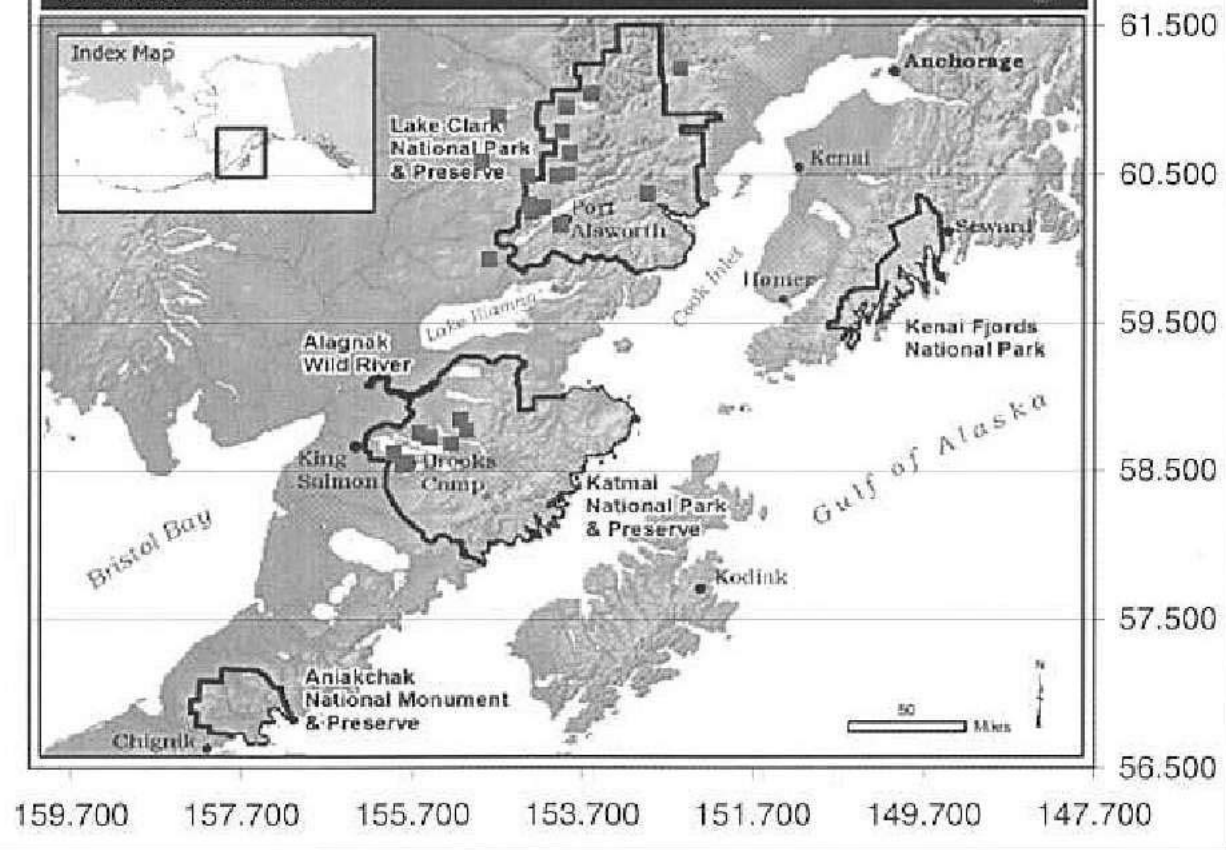 Index Map
Anchorage
Lake Clark
National Park
& Preserve
Kenai
Port
Alsworth
Seward
Cook Inlet
Homer
Lake Iliamna
Kenai Fjords
National Park
Alagnak
Wild River
King
Salmon
Brooks
Camp
Katmai
National Park
& Preserve
Gulf of Alaska
Bristol Bay
Kodiak
Aniakchak
National Monument
& Preserve
Chignik
N
50
Miles
61.500
60.500
59.500
58.500
57.500
56.500
159.700 157.700 155.700 153.700 151.700 149.700 147.700